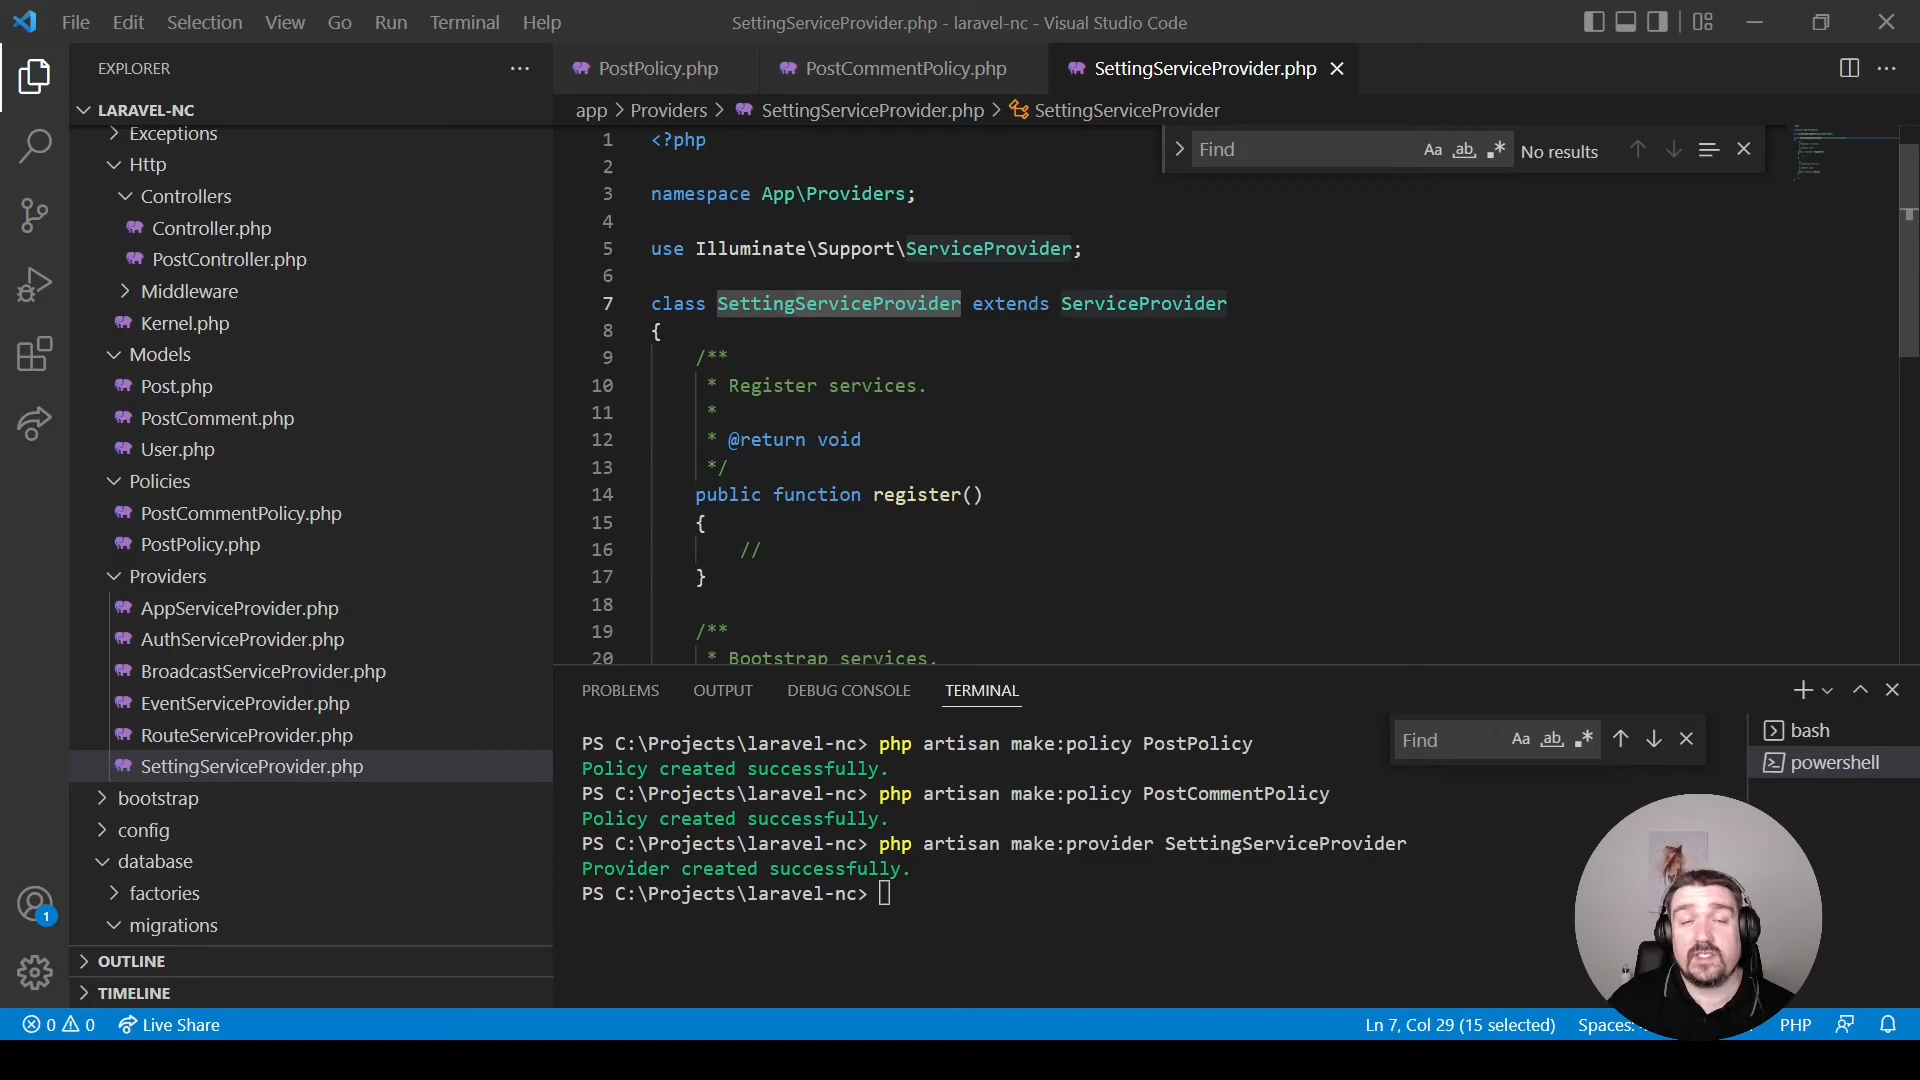 File Edit Selection View Go Run Terminal Help
SettingServiceProvider.php - laravel-nc - Visual Studio Code
EXPLORER
LARAVEL-NC
Exceptions
Http
Controllers
Controller.php
PostController.php
Middleware
Kernel.php
Models
Post.php
PostComment.php
User.php
Policies
PostCommentPolicy.php
PostPolicy.php
Providers
AppServiceProvider.php
AuthServiceProvider.php
BroadcastServiceProvider.php
EventServiceProvider.php
RouteServiceProvider.php
SettingServiceProvider.php
bootstrap
config
database
factories
migrations
OUTLINE
TIMELINE
1
PostPolicy.php
PostCommentPolicy.php
SettingServiceProvider.php
app > Providers > SettingServiceProvider.php > SettingServiceProvider
Find Aa ab No results
1 <?php
2
3 namespace App\Providers;
4
5 use Illuminate\Support\ServiceProvider;
6
7 class SettingServiceProvider extends ServiceProvider
8 {
9 /**
10 * Register services.
11 *
12 * @return void
13 */
14 public function register()
15 {
16 //
17 }
18
19 /**
20 * Bootstrap services.
PROBLEMS OUTPUT DEBUG CONSOLE TERMINAL
PS C:\Projects\laravel-nc> php artisan make:policy PostPolicy
Policy created successfully.
PS C:\Projects\laravel-nc> php artisan make:policy PostCommentPolicy
Policy created successfully.
PS C:\Projects\laravel-nc> php artisan make:provider SettingServiceProvider
Provider created successfully.
PS C:\Projects\laravel-nc>
Find Aa ab
bash
powershell
0 0 Live Share
Ln 7, Col 29 (15 selected) Spaces: PHP